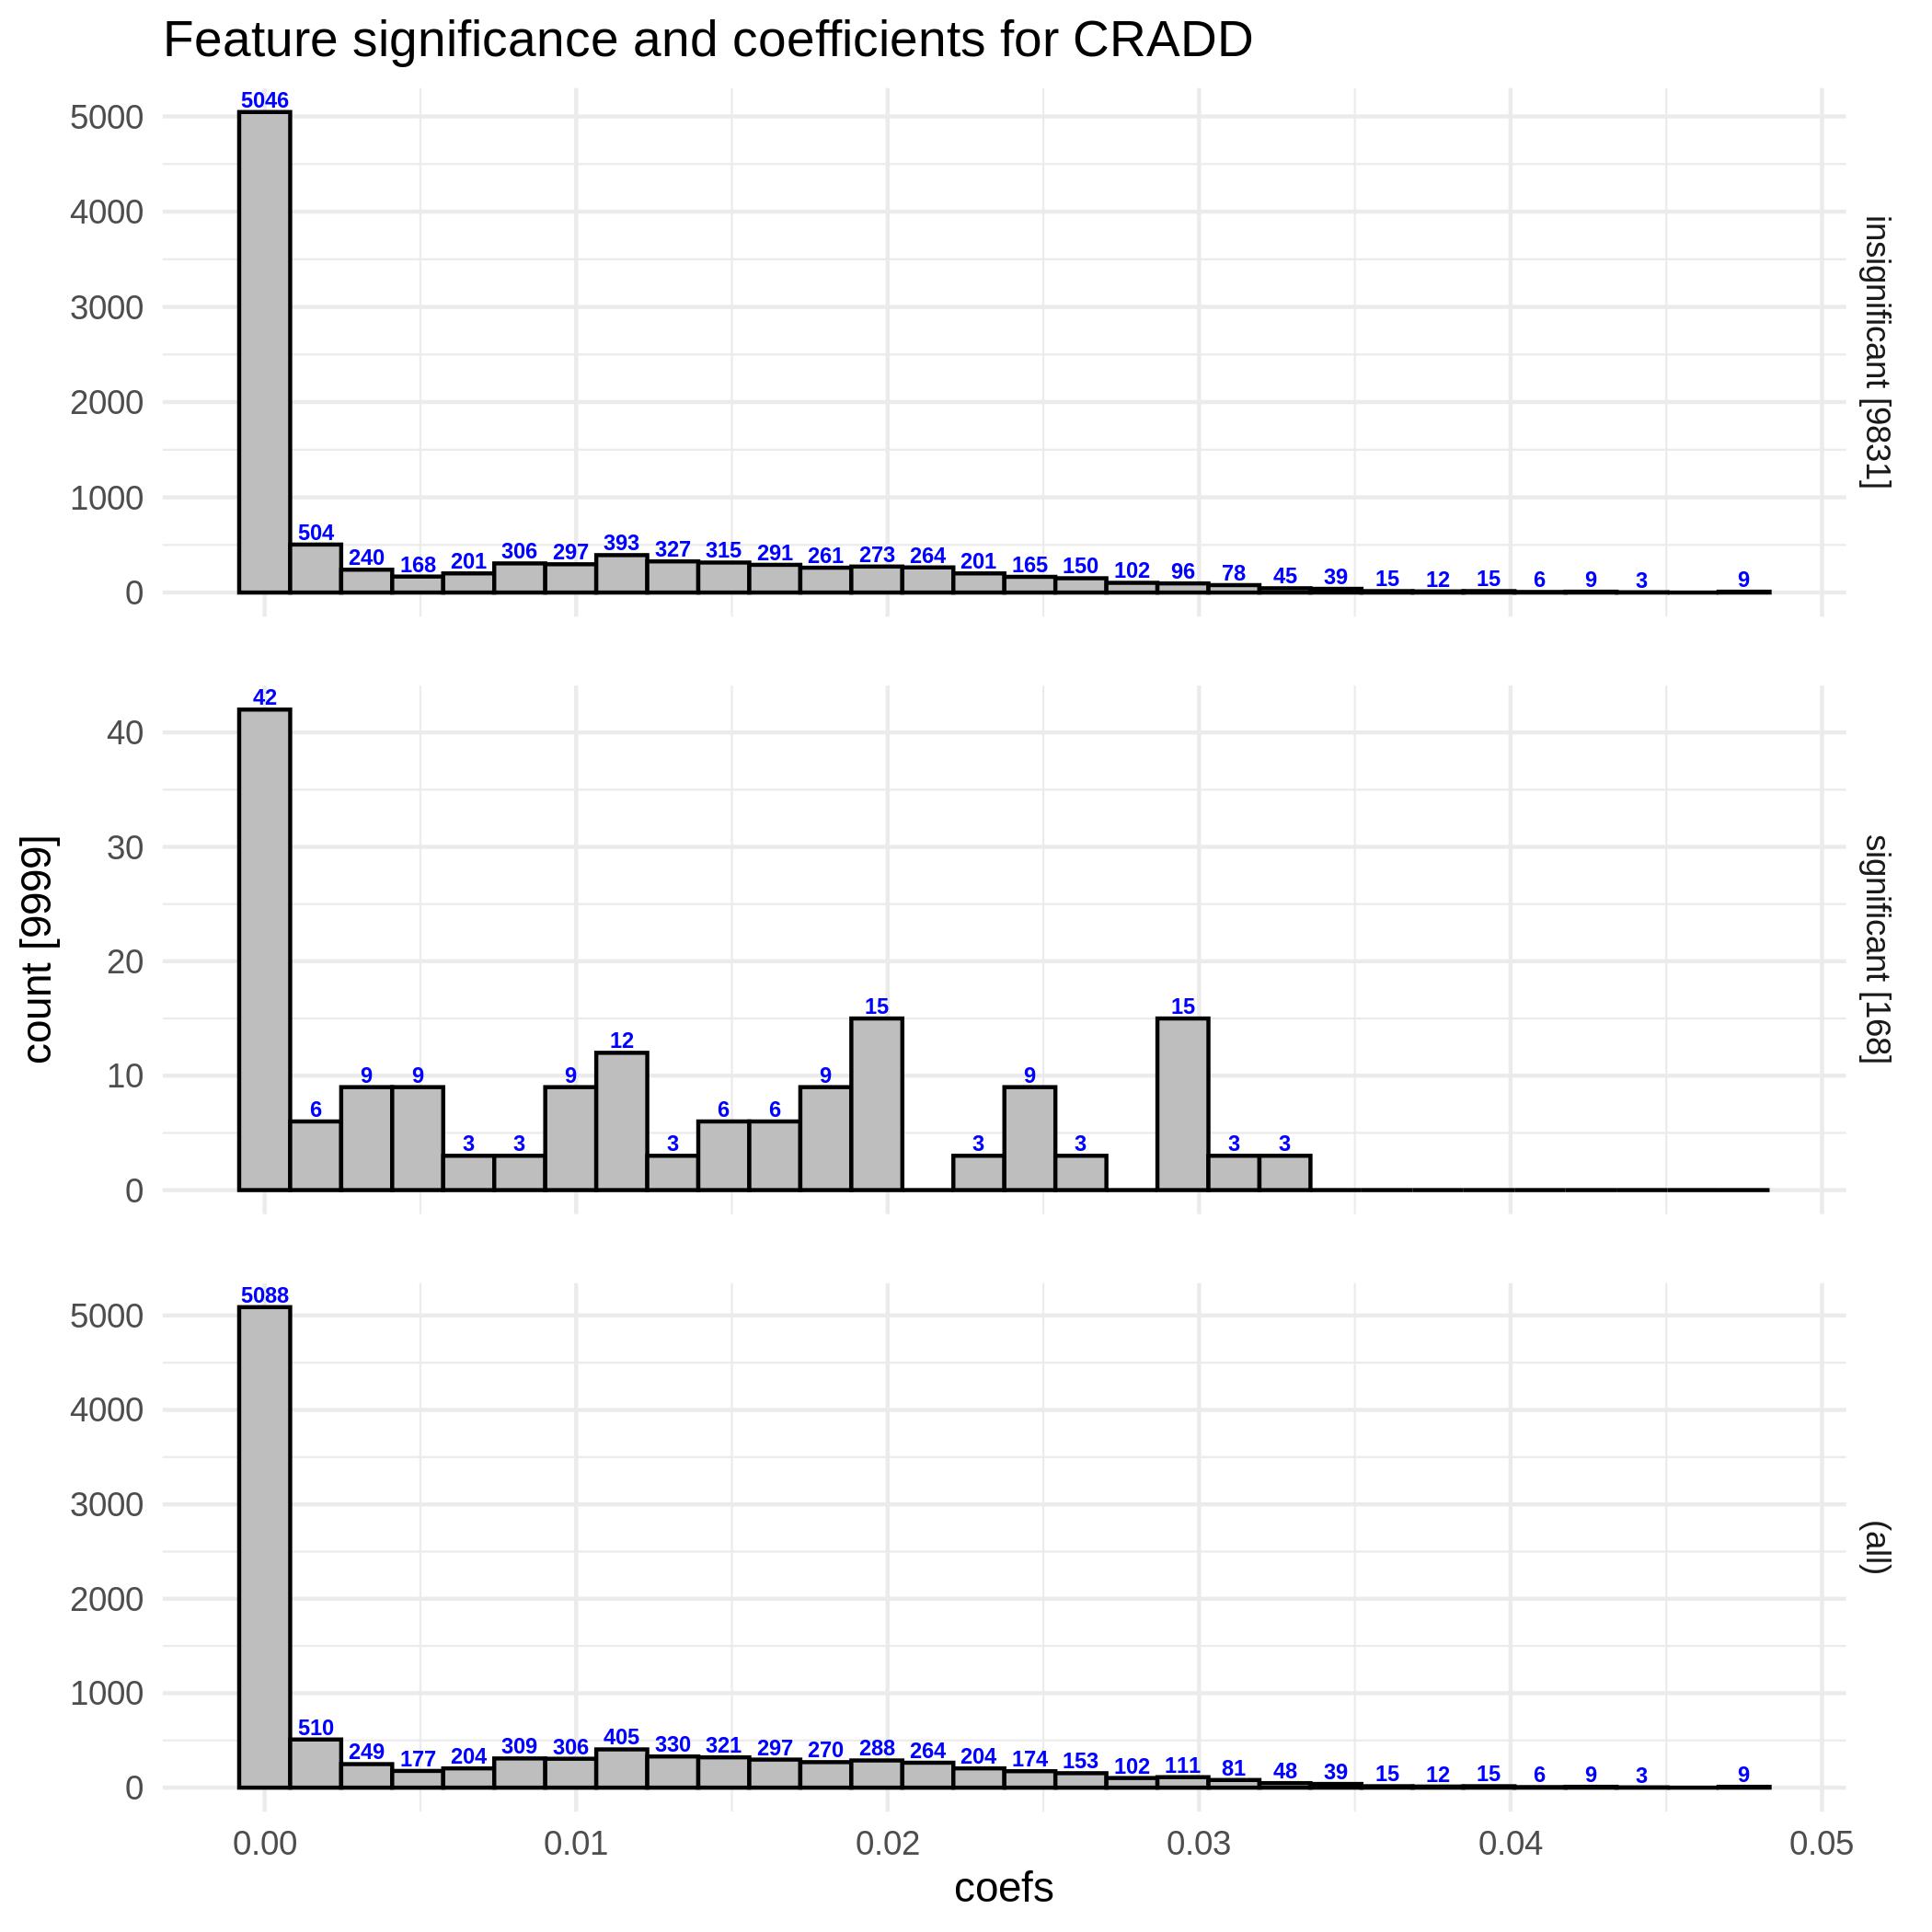 Feature significance and coefficients for CRADD
5046
5000
4000
3000
2000
1000
0
504 240 168 201 306 297 393 327 315 291 261 273 264 201 165 150 102 96 78 45 39 15 12 15 6 9 3 9
insignificant [9831]
42
40
30
20
10
0
6 9 9 3 3 9 12 3 6 6 9 15 3 9 3 15 3 3
significant [168]
count [9999]
5088
5000
4000
3000
2000
1000
0
510 249 177 204 309 306 405 330 321 297 270 288 264 204 174 153 102 111 81 48 39 15 12 15 6 9 3 9
(all)
0.00 0.01 0.02 0.03 0.04 0.05
coefs